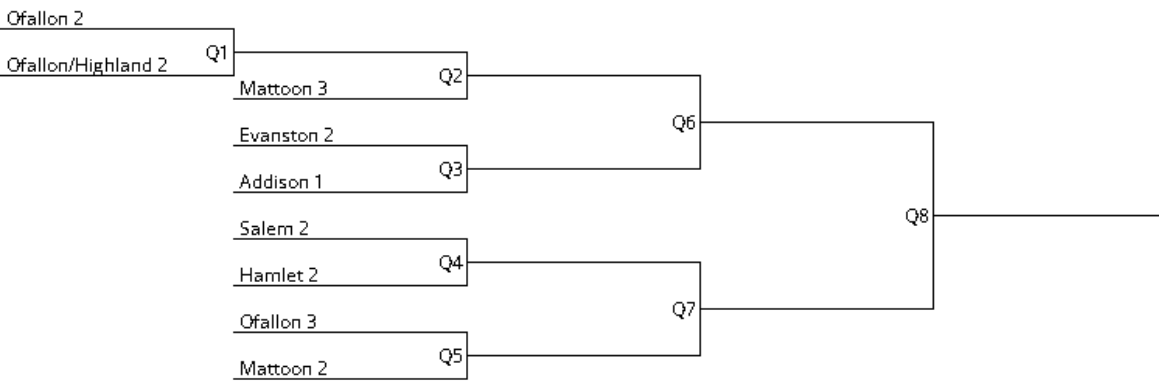 Ofallon 2
Q1
Ofallon/Highland 2
Q2
Mattoon 3
Q6
Evanston 2
Q3
Addison 1
Q8
Salem 2
Q4
Hamlet 2
Q7
Ofallon 3
Q5
Mattoon 2